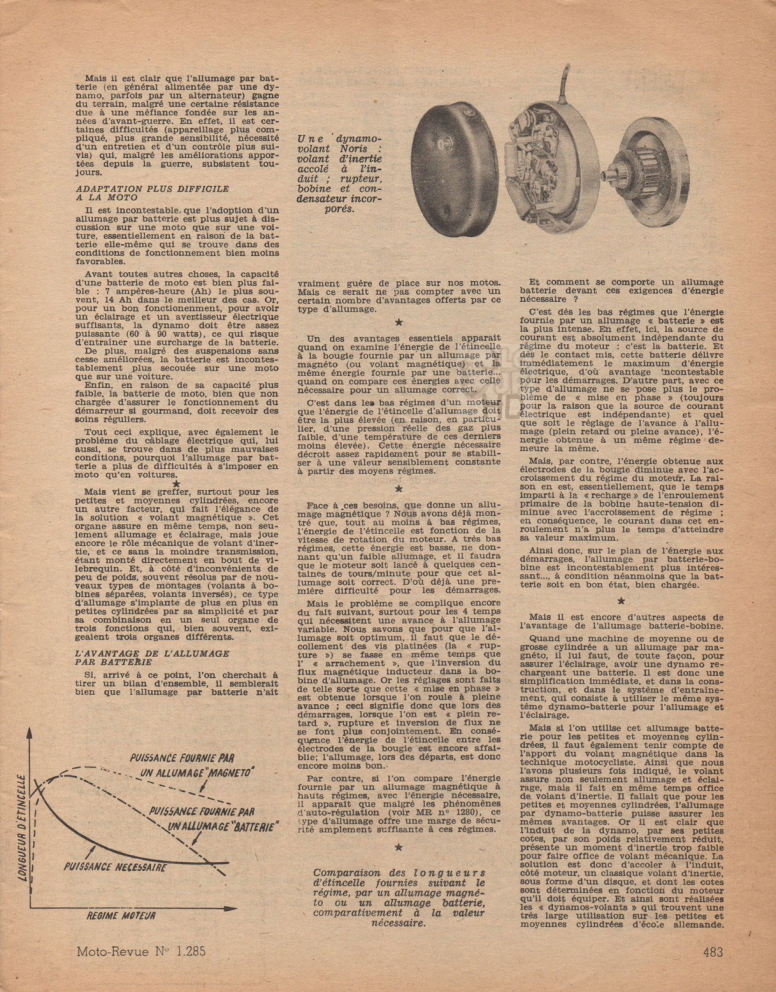 Mais il est clair que l'allumage par bat-
terie (en général alimentée par une dy-
namo, parfois par un alternateur) gagne
du terrain, malgré une certaine résistance
due à une méfiance fondée sur les an-
nées d'avant-guerre. En effet, il est cer-
taines difficultés (appareillage plus com-
pliqué, plus grande sensibilité, nécessité
d'un entretien et d'un contrôle plus sui-
vis) qui, malgré les améliorations appor-
tées depuis la guerre, subsistent tou-
jours.
ADAPTATION PLUS DIFFICILE
A LA MOTO
Il est incontestable que l'adoption d'un
allumage par batterie est plus sujet à dis-
cussion sur une moto que sur une voi-
ture, essentiellement en raison de la bat-
terie elle-même qui se trouve dans des
conditions de fonctionnement bien moins
favorables.
Avant toutes autres choses, la capacité
d'une batterie de moto est bien plus fai-
ble : 7 ampères-heure (Ah) le plus sou-
vent, 14 Ah dans le meilleur des cas. Or,
pour un bon fonctionnement, pour avoir
un éclairage et un avertisseur électrique
suffisants, la dynamo doit être assez
puissante (60 à 90 watts), ce qui risque
d'entraîner une surcharge de la batterie.
De plus, malgré des suspensions sans
cesse améliorées, la batterie est incontes-
tablement plus secouée sur une moto
que sur une voiture.
Enfin, en raison de sa capacité plus
faible, la batterie de moto, bien que non
chargée d'assurer le fonctionnement du
démarreur si gourmand, doit recevoir des
soins réguliers.
Tout ceci explique, avec également le
problème du câblage électrique qui, lui
aussi, se trouve dans de plus mauvaises
conditions, pourquoi l'allumage par bat-
terie a plus de difficultés à s'imposer en
moto qu'en voitures.
★
Mais vient se greffer, surtout pour les
petites et moyennes cylindrées, encore
un autre facteur, qui fait l'élégance de
la solution « volant magnétique ». Cet
organe assure en même temps, non seu-
lement allumage et éclairage, mais joue
encore le rôle mécanique de volant d'iner-
tie, et ce sans la moindre transmission,
étant monté directement en bout de vi-
lebrequin. Et, à côté d'inconvénients de
peu de poids, souvent résolus par de nou-
veaux types de montages (volants à bo-
bines séparées, volants inversés), ce type
d'allumage s'implante de plus en plus en
petites cylindrées par sa simplicité et par
sa combinaison en un seul organe de
trois fonctions qui, bien souvent, exi-
geaient trois organes différents.
L'AVANTAGE DE L'ALLUMAGE
PAR BATTERIE
Si, arrivé à ce point, l'on cherchait à
tirer un bilan d'ensemble, il semblerait
bien que l'allumage par batterie n'ait
Une dynamo-
volant Noris :
volant d'inertie
accolé à l'in-
duit ; rupteur,
bobine et con-
densateur incor-
porés.
vraiment guère de place sur nos motos.
Mais ce serait ne pas compter avec un
certain nombre d'avantages offerts par ce
type d'allumage.
★
Un des avantages essentiels apparaît
quand on examine l'énergie de l'étincelle
à la bougie fournie par un allumage par
magnéto (ou volant magnétique) et la
même énergie fournie par une batterie...
quand on compare ces énergies avec celle
nécessaire pour un allumage correct.
C'est dans les bas régimes d'un moteur
que l'énergie de l'étincelle d'allumage doit
être la plus élevée (en raison, en particu-
lier, d'une pression réelle des gaz plus
faible, d'une température de ces derniers
moins élevée). Cette énergie nécessaire
décroît assez rapidement pour se stabili-
ser à une valeur sensiblement constante
à partir des moyens régimes.
★
Face à ces besoins, que donne un allu-
mage magnétique ? Nous avons déjà mon-
tré que, tout au moins à bas régimes,
l'énergie de l'étincelle est fonction de la
vitesse de rotation du moteur. A très bas
régimes, cette énergie est basse, ne don-
nant qu'un faible allumage, et il faudra
que le moteur soit lancé à quelques cen-
taines de tours/minute pour que cet al-
lumage soit correct. D'où déjà une pre-
mière difficulté pour les démarrages.
Mais le problème se complique encore
du fait suivant, surtout pour les 4 temps
qui nécessitent une avance à l'allumage
variable. Nous savons que pour que l'al-
lumage soit optimum, il faut que le dé-
collement des vis platinées (la « rup-
ture ») se fasse en même temps que
l' « arrachement », que l'inversion du
flux magnétique inducteur dans la bo-
bine d'allumage. Or les réglages sont faits
de telle sorte que cette « mise en phase »
est obtenue lorsque l'on roule à pleine
avance ; ceci signifie donc que lors des
démarrages, lorsque l'on est « plein re-
tard », rupture et inversion de flux ne
se font plus conjointement. En consé-
quence l'énergie de l'étincelle entre les
électrodes de la bougie est encore affai-
blie; l'allumage, lors des départs, est donc
encore moins bon.
Par contre, si l'on compare l'énergie
fournie par un allumage magnétique à
hauts régimes, avec l'énergie nécessaire,
il apparaît que malgré les phénomènes
d'auto-régulation (voir MR n° 1280), ce
type d'allumage offre une marge de sécu-
rité amplement suffisante à ces régimes.
★
Comparaison des longueurs
d'étincelle fournies suivant le
régime, par un allumage magné-
to ou un allumage batterie,
comparativement à la valeur
nécessaire.
Et comment se comporte un allumage
batterie devant ces exigences d'énergie
nécessaire ?
C'est dès les bas régimes que l'énergie
fournie par un allumage « batterie » est
la plus intense. En effet, ici, la source de
courant est absolument indépendante du
régime du moteur : c'est la batterie. Et
dès le contact mis, cette batterie délivre
immédiatement le maximum d'énergie
électrique, d'où avantage incontestable
pour les démarrages. D'autre part, avec ce
type d'allumage ne se pose plus le pro-
blème de « mise en phase » (toujours
pour la raison que la source de courant
électrique est indépendante) et quel
que soit le réglage de l'avance à l'allu-
mage (plein retard ou pleine avance), l'é-
nergie obtenue à un même régime de-
meure la même.
Mais, par contre, l'énergie obtenue aux
électrodes de la bougie diminue avec l'ac-
croissement du régime du moteur. La rai-
son en est, essentiellement, que le temps
imparti à la « recharge » de l'enroulement
primaire de la bobine haute-tension di-
minue avec l'accroissement de régime ;
en conséquence, le courant dans cet en-
roulement n'a plus le temps d'atteindre
sa valeur maximum.
Ainsi donc, sur le plan de l'énergie aux
démarrages, l'allumage par batterie-bo-
bine est incontestablement plus intéres-
sant..., à condition néanmoins que la bat-
terie soit en bon état, bien chargée.
★
Mais il est encore d'autres aspects de
l'avantage de l'allumage batterie-bobine.
Quand une machine de moyenne ou de
grosse cylindrée a un allumage par ma-
gnéto, il lui faut, de toute façon, pour
assurer l'éclairage, avoir une dynamo re-
chargeant une batterie. Il est donc une
simplification immédiate, et dans la cons-
truction, et dans le système d'entraîne-
ment, qui consiste à utiliser le même sys-
tème dynamo-batterie pour l'allumage et
l'éclairage.
Mais si l'on utilise cet allumage batte-
rie pour les petites et moyennes cylin-
drées, il faut également tenir compte de
l'apport du volant magnétique dans la
technique motocycliste. Ainsi que nous
l'avons plusieurs fois indiqué, le volant
assure non seulement allumage et éclai-
rage, mais il fait en même temps office
de volant d'inertie. Il fallait que pour les
petites et moyennes cylindrées, l'allumage
par dynamo-batterie puisse assurer les
mêmes avantages. Or il est clair que
l'induit de la dynamo, par ses petites
cotes, par son poids relativement réduit,
présente un moment d'inertie trop faible
pour faire office de volant mécanique. La
solution est donc d'accoler à l'induit,
côté moteur, un classique volant d'inertie,
sous forme d'un disque, et dont les cotes
sont déterminées en fonction du moteur
qu'il doit équiper. Et ainsi sont réalisées
les « dynamos-volants » qui trouvent une
très large utilisation sur les petites et
moyennes cylindrées d'école allemande.
LONGUEUR D'ÉTINCELLE
PUISSANCE FOURNIE PAR
UN ALLUMAGE "MAGNETO"
PUISSANCE FOURNIE PAR
UN ALLUMAGE "BATTERIE"
PUISSANCE NECESSAIRE
REGIME MOTEUR
Moto-Revue N° 1.285
483